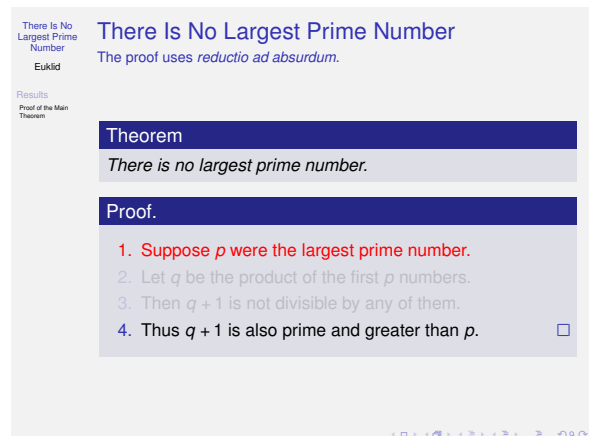 There Is No
Largest Prime
Number
Euklid
Results
Proof of the Main
Theorem
There Is No Largest Prime Number
The proof uses reductio ad absurdum.
Theorem
There is no largest prime number.
Proof.
1. Suppose p were the largest prime number.
2. Let q be the product of the first p numbers.
3. Then q + 1 is not divisible by any of them.
4. Thus q + 1 is also prime and greater than p. □